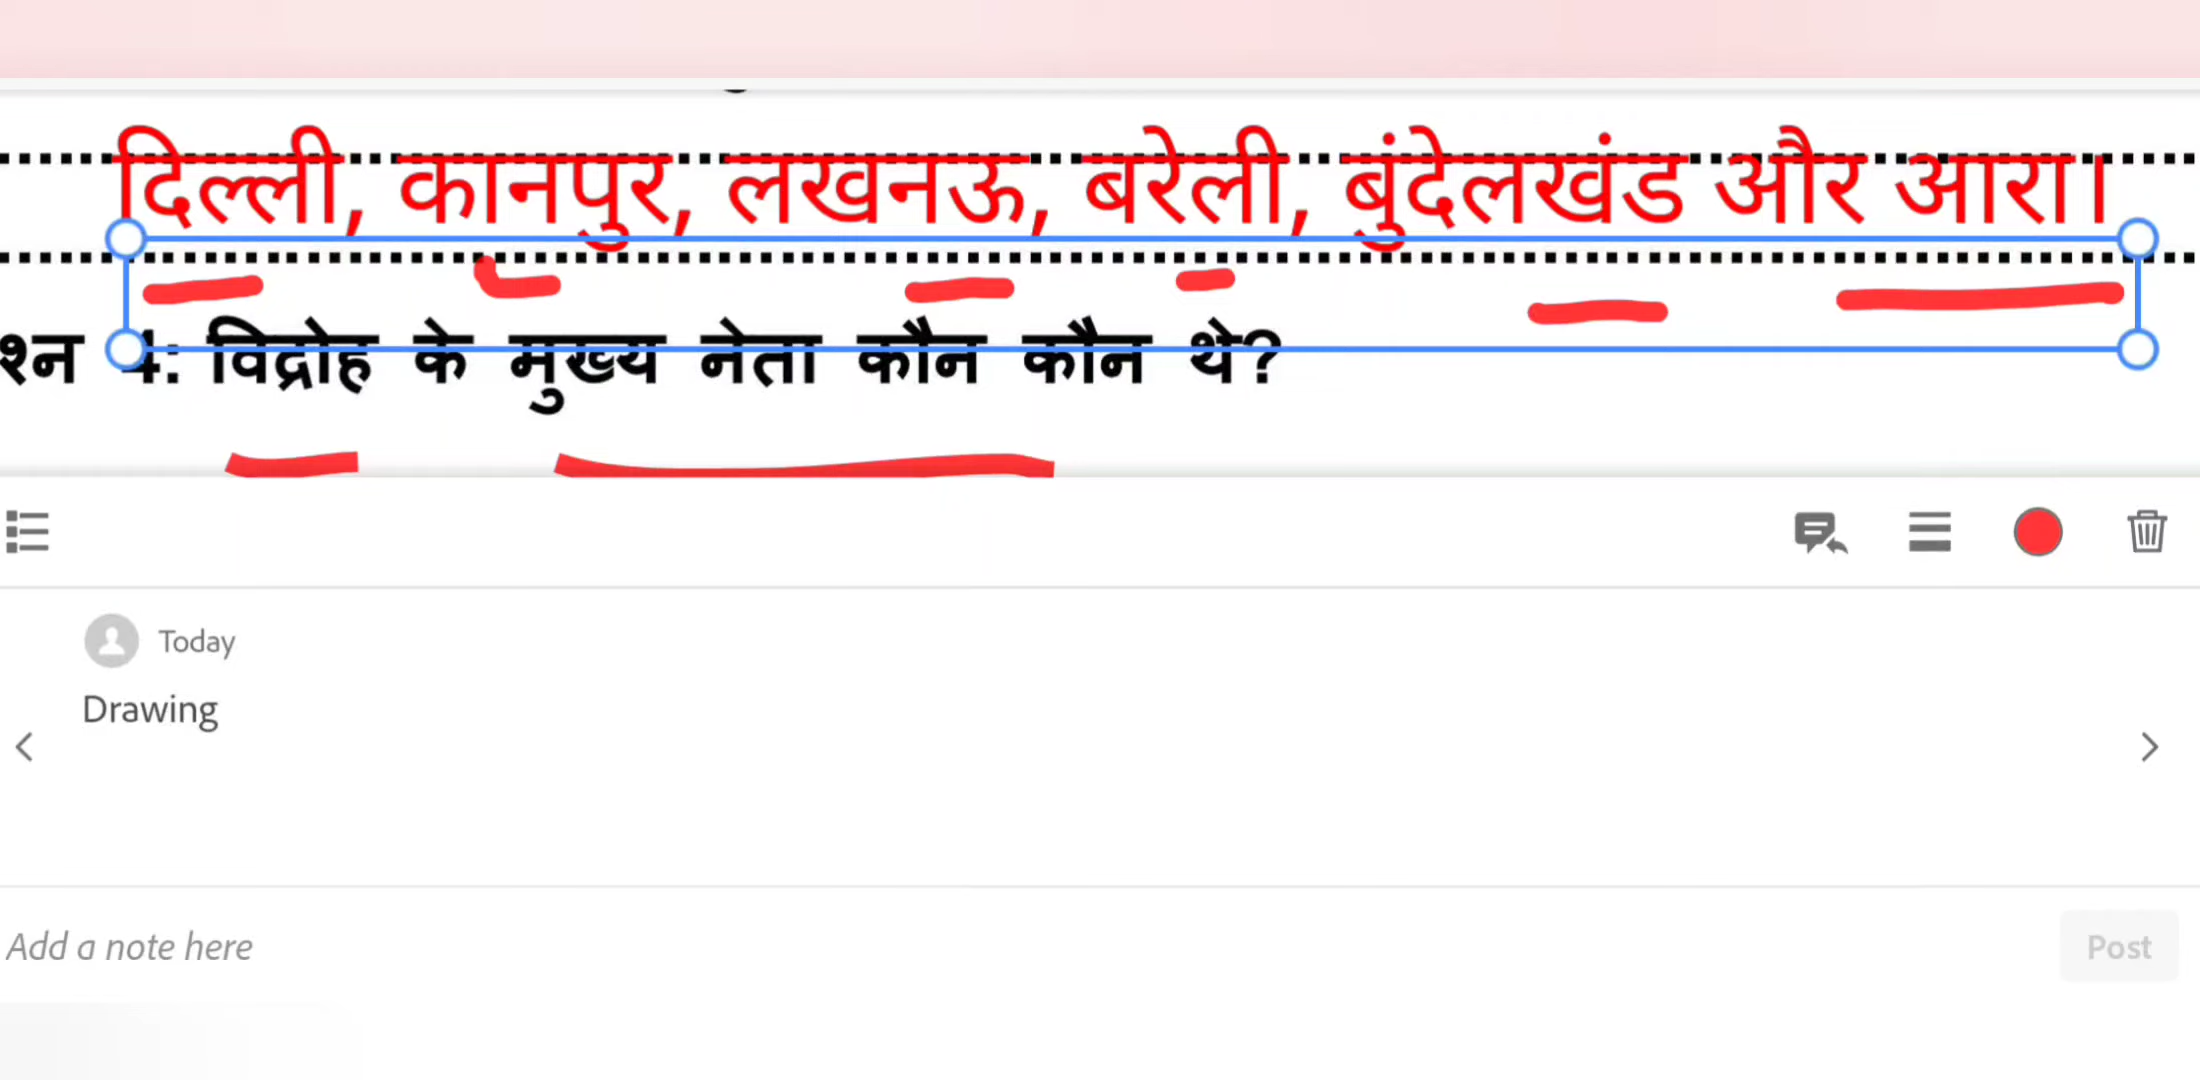 दिल्ली, कानपुर, लखनऊ, बरेली, बुंदेलखंड और आरा।
श्न 4: विद्रोह के मुख्य नेता कौन कौन थे?
Today
Drawing
Add a note here
Post